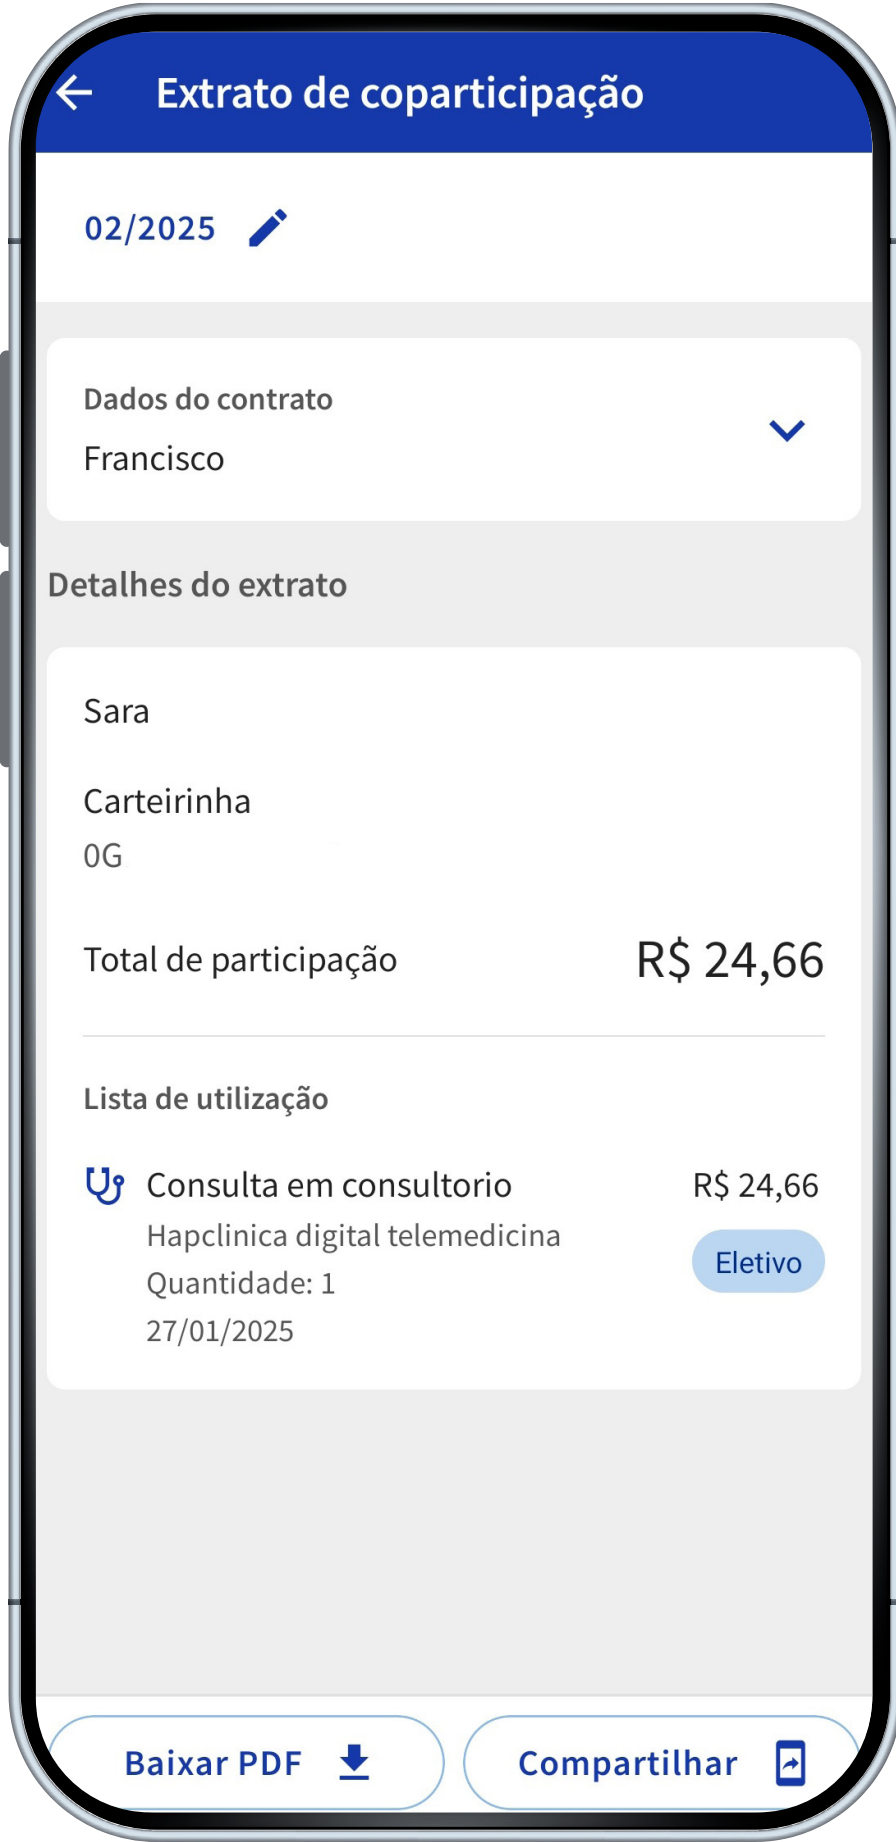 Extrato de coparticipação
02/2025
Dados do contrato
Francisco
Detalhes do extrato
Sara
Carteirinha
0G
Total de participação R$ 24,66
Lista de utilização
Consulta em consultorio R$ 24,66
Hapclinica digital telemedicina
Eletivo
Quantidade: 1
27/01/2025
Baixar PDF Compartilhar